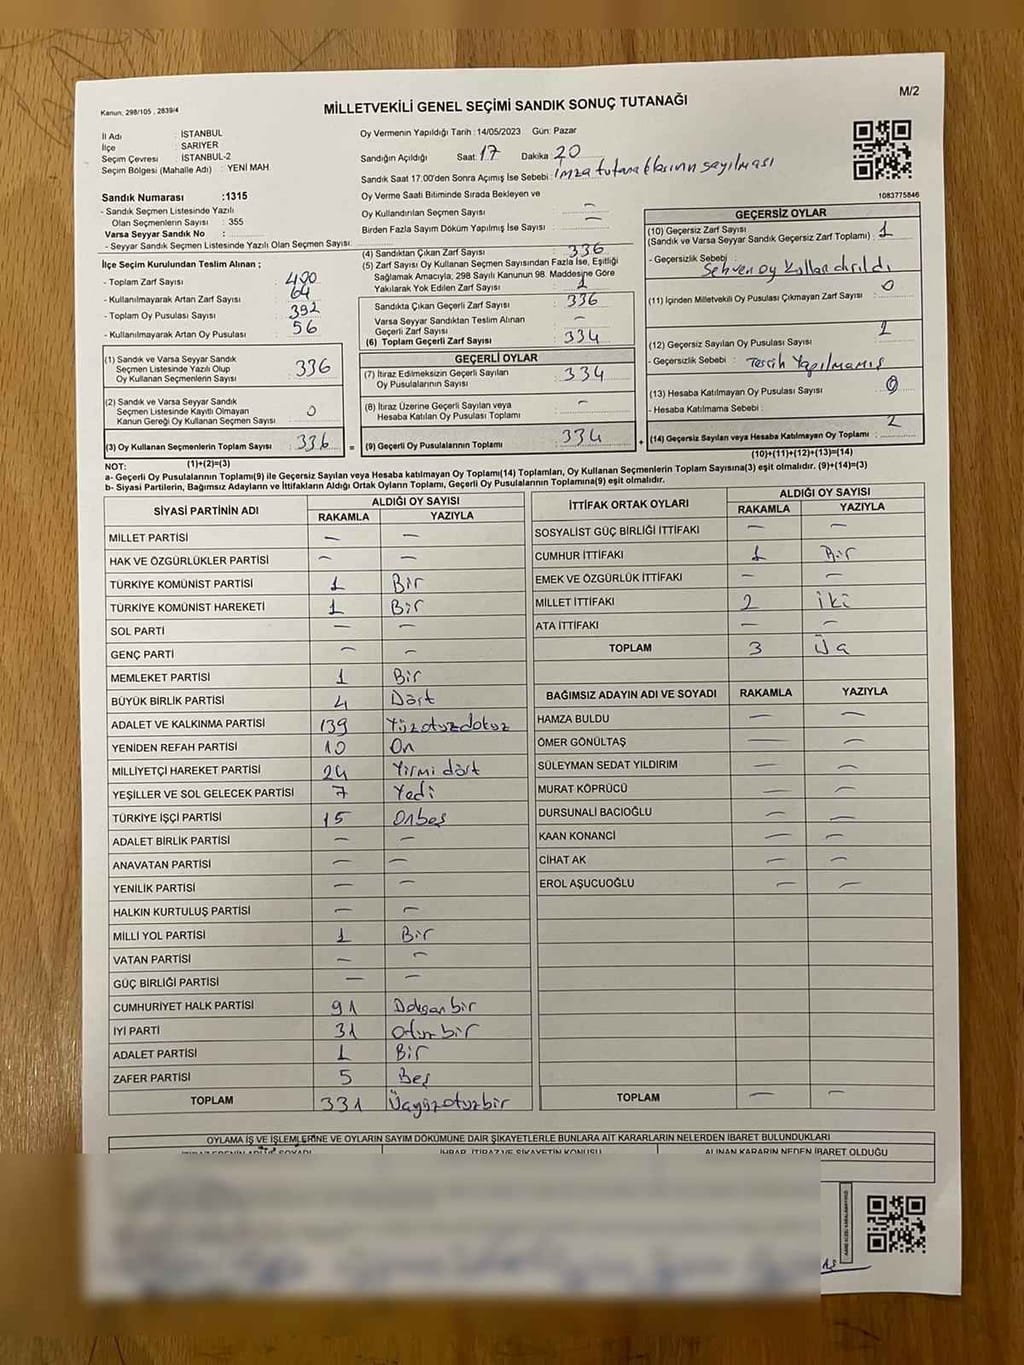 M/2
Kanun: 298/105 , 2839/4
MİLLETVEKİLİ GENEL SEÇİMİ SANDIK SONUÇ TUTANAĞI
İl Adı : İSTANBUL
İlçe : SARIYER
Seçim Çevresi : İSTANBUL-2
Seçim Bölgesi (Mahalle Adı) : YENİ MAH
Oy Vermenin Yapıldığı Tarih : 14/05/2023 Gün: Pazar
Sandığın Açıldığı Saat: 17 Dakika 20
Sandık Saat 17.00'den Sonra Açımış İse Sebebi : İmza tutanaklarının sayılması
Oy Verme Saati Bitiminde Sırada Bekleyen ve
Oy Kullandırılan Seçmen Sayısı : —
Birden Fazla Sayım Döküm Yapılmış İse Sayısı : —
1083775846
Sandık Numarası : 1315
- Sandık Seçmen Listesinde Yazılı
Olan Seçmenlerin Sayısı : 355
Varsa Seyyar Sandık No :
- Seyyar Sandık Seçmen Listesinde Yazılı Olan Seçmen Sayısı:
İlçe Seçim Kurulundan Teslim Alınan ;
- Toplam Zarf Sayısı : 400
- Kullanılmayarak Artan Zarf Sayısı : 64
- Toplam Oy Pusulası Sayısı : 392
- Kullanılmayarak Artan Oy Pusulası : 56
(1) Sandık ve Varsa Seyyar Sandık
Seçmen Listesinde Yazılı Olup
Oy Kullanan Seçmenlerin Sayısı : 336
(2) Sandık ve Varsa Seyyar Sandık
Seçmen Listesinde Kayıtlı Olmayan
Kanun Gereği Oy Kullanan Seçmen Sayısı : 0
(3) Oy Kullanan Seçmenlerin Toplam Sayısı : 336
(4) Sandıktan Çıkan Zarf Sayısı : 336
(5) Zarf Sayısı Oy Kullanan Seçmen Sayısından Fazla İse, Eşitliği
Sağlamak Amacıyla, 298 Sayılı Kanunun 98. Maddesine Göre
Yakılarak Yok Edilen Zarf Sayısı : 1
Sandıkta Çıkan Geçerli Zarf Sayısı : 336
Varsa Seyyar Sandıktan Teslim Alınan
Geçerli Zarf Sayısı : —
(6) Toplam Geçerli Zarf Sayısı : 334
GEÇERLİ OYLAR
(7) İtiraz Edilmeksizin Geçerli Sayılan
Oy Pusulalarının Sayısı : 334
(8) İtiraz Üzerine Geçerli Sayılan veya
Hesaba Katılan Oy Pusulası Toplamı : —
= (9) Geçerli Oy Pusulalarının Toplamı : 334 +
GEÇERSİZ OYLAR
(10) Geçersiz Zarf Sayısı
(Sandık ve Varsa Seyyar Sandık Geçersiz Zarf Toplamı) : 1
- Geçersizlik Sebebi : Sehven oy kullandırıldı
(11) İçinden Milletvekili Oy Pusulası Çıkmayan Zarf Sayısı : 0
(12) Geçersiz Sayılan Oy Pusulası Sayısı : 1
- Geçersizlik Sebebi : Tercih Yapılmamış
(13) Hesaba Katılmayan Oy Pusulası Sayısı : 0
- Hesaba Katılmama Sebebi :
(14) Geçersiz Sayılan veya Hesaba Katılmayan Oy Toplamı : 2
(1)+(2)=(3)
(10)+(11)+(12)+(13)=(14)
NOT:
a- Geçerli Oy Pusulalarının Toplamı(9) ile Geçersiz Sayılan veya Hesaba katılmayan Oy Toplamı(14) Toplamları, Oy Kullanan Seçmenlerin Toplam Sayısına(3) eşit olmalıdır. (9)+(14)=(3)
b- Siyasi Partilerin, Bağımsız Adayların ve İttifakların Aldığı Ortak Oyların Toplamı, Geçerli Oy Pusulalarının Toplamına(9) eşit olmalıdır.
SİYASİ PARTİNİN ADI ALDIĞI OY SAYISI
RAKAMLA YAZIYLA
MİLLET PARTİSİ — —
HAK VE ÖZGÜRLÜKLER PARTİSİ — —
TÜRKİYE KOMÜNİST PARTİSİ 1 Bir
TÜRKİYE KOMÜNİST HAREKETİ 1 Bir
SOL PARTİ — —
GENÇ PARTİ — —
MEMLEKET PARTİSİ 1 Bir
BÜYÜK BİRLİK PARTİSİ 4 Dört
ADALET VE KALKINMA PARTİSİ 139 Yüzotuzdokuz
YENİDEN REFAH PARTİSİ 10 On
MİLLİYETÇİ HAREKET PARTİSİ 24 Yirmi dört
YEŞİLLER VE SOL GELECEK PARTİSİ 7 Yedi
TÜRKİYE İŞÇİ PARTİSİ 15 Onbeş
ADALET BİRLİK PARTİSİ — —
ANAVATAN PARTİSİ — —
YENİLİK PARTİSİ — —
HALKIN KURTULUŞ PARTİSİ — —
MİLLİ YOL PARTİSİ 1 Bir
VATAN PARTİSİ — —
GÜÇ BİRLİĞİ PARTİSİ — —
CUMHURİYET HALK PARTİSİ 91 Doksan bir
İYİ PARTİ 31 Otuz bir
ADALET PARTİSİ 1 Bir
ZAFER PARTİSİ 5 Beş
TOPLAM 331 Üçyüzotuzbir
İTTİFAK ORTAK OYLARI ALDIĞI OY SAYISI
RAKAMLA YAZIYLA
SOSYALİST GÜÇ BİRLİĞİ İTTİFAKI — —
CUMHUR İTTİFAKI 1 Bir
EMEK VE ÖZGÜRLÜK İTTİFAKI — —
MİLLET İTTİFAKI 2 İki
ATA İTTİFAKI — —
TOPLAM 3 Üç
BAĞIMSIZ ADAYIN ADI VE SOYADI RAKAMLA YAZIYLA
HAMZA BULDU — —
ÖMER GÖNÜLTAŞ — —
SÜLEYMAN SEDAT YILDIRIM — —
MURAT KÖPRÜCÜ — —
DURSUNALİ BACIOĞLU — —
KAAN KONANCİ — —
CİHAT AK — —
EROL AŞUCUOĞLU — —
TOPLAM — —
OYLAMA İŞ VE İŞLEMLERİNE VE OYLARIN SAYIM DÖKÜMÜNE DAİR ŞİKAYETLERLE BUNLARA AİT KARARLARIN NELERDEN İBARET BULUNDUKLARI
İHBAR, İTİRAZ VE ŞİKAYETİN KONUSU ALINAN KARARIN NEDEN İBARET OLDUĞU